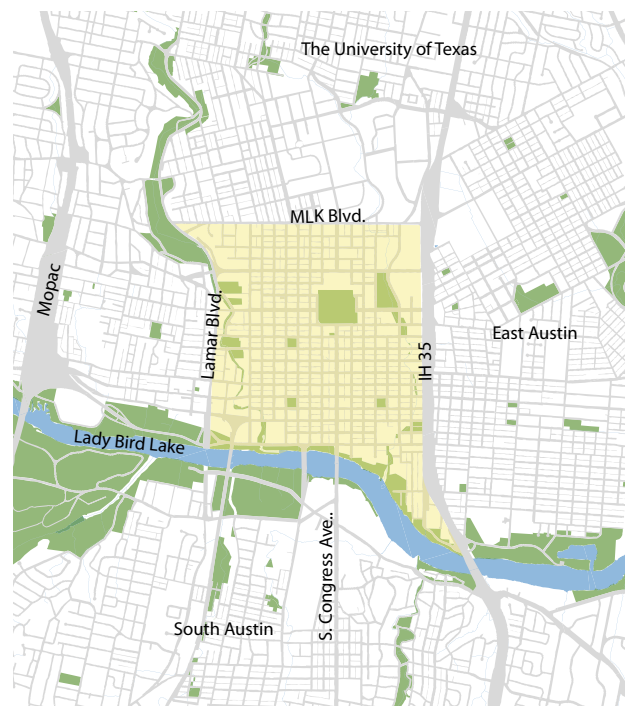 The University of Texas
MLK Blvd.
Mopac
Lamar Blvd.
East Austin
IH 35
Lady Bird Lake
S. Congress Ave..
South Austin